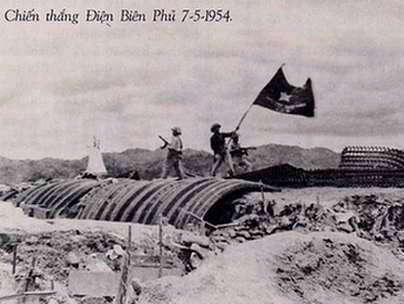 Chiến thắng Điện Biên Phủ 7-5-1954.